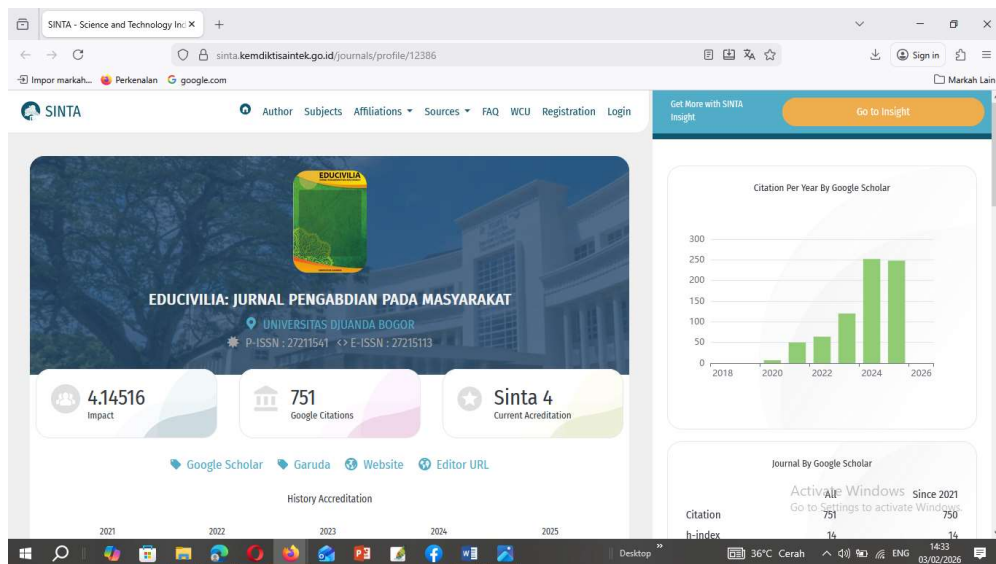 SINTA - Science and Technology Ind
sinta.kemdiktisaintek.go.id/journals/profile/12386
Sign in
Impor markah... Perkenalan google.com
Markah Lain
SINTA
Author Subjects Affiliations Sources FAQ WCU Registration Login
Get More with SINTA
Insight
Go to Insight
EDUCIVILIA
EDUCIVILIA: JURNAL PENGABDIAN PADA MASYARAKAT
UNIVERSITAS DJUANDA BOGOR
P-ISSN : 27211541 <> E-ISSN : 27215113
4.14516
Impact
751
Google Citations
Sinta 4
Current Acreditation
Google Scholar Garuda Website Editor URL
History Accreditation
2021 2022 2023 2024 2025
Citation Per Year By Google Scholar
300
250
200
150
100
50
0
2018 2020 2022 2024 2026
Journal By Google Scholar
All Since 2021
Citation 751 750
h-index 14 14
Activate Windows
Go to Settings to activate Windows.
Desktop
36°C Cerah
ENG
14:33
03/02/2026